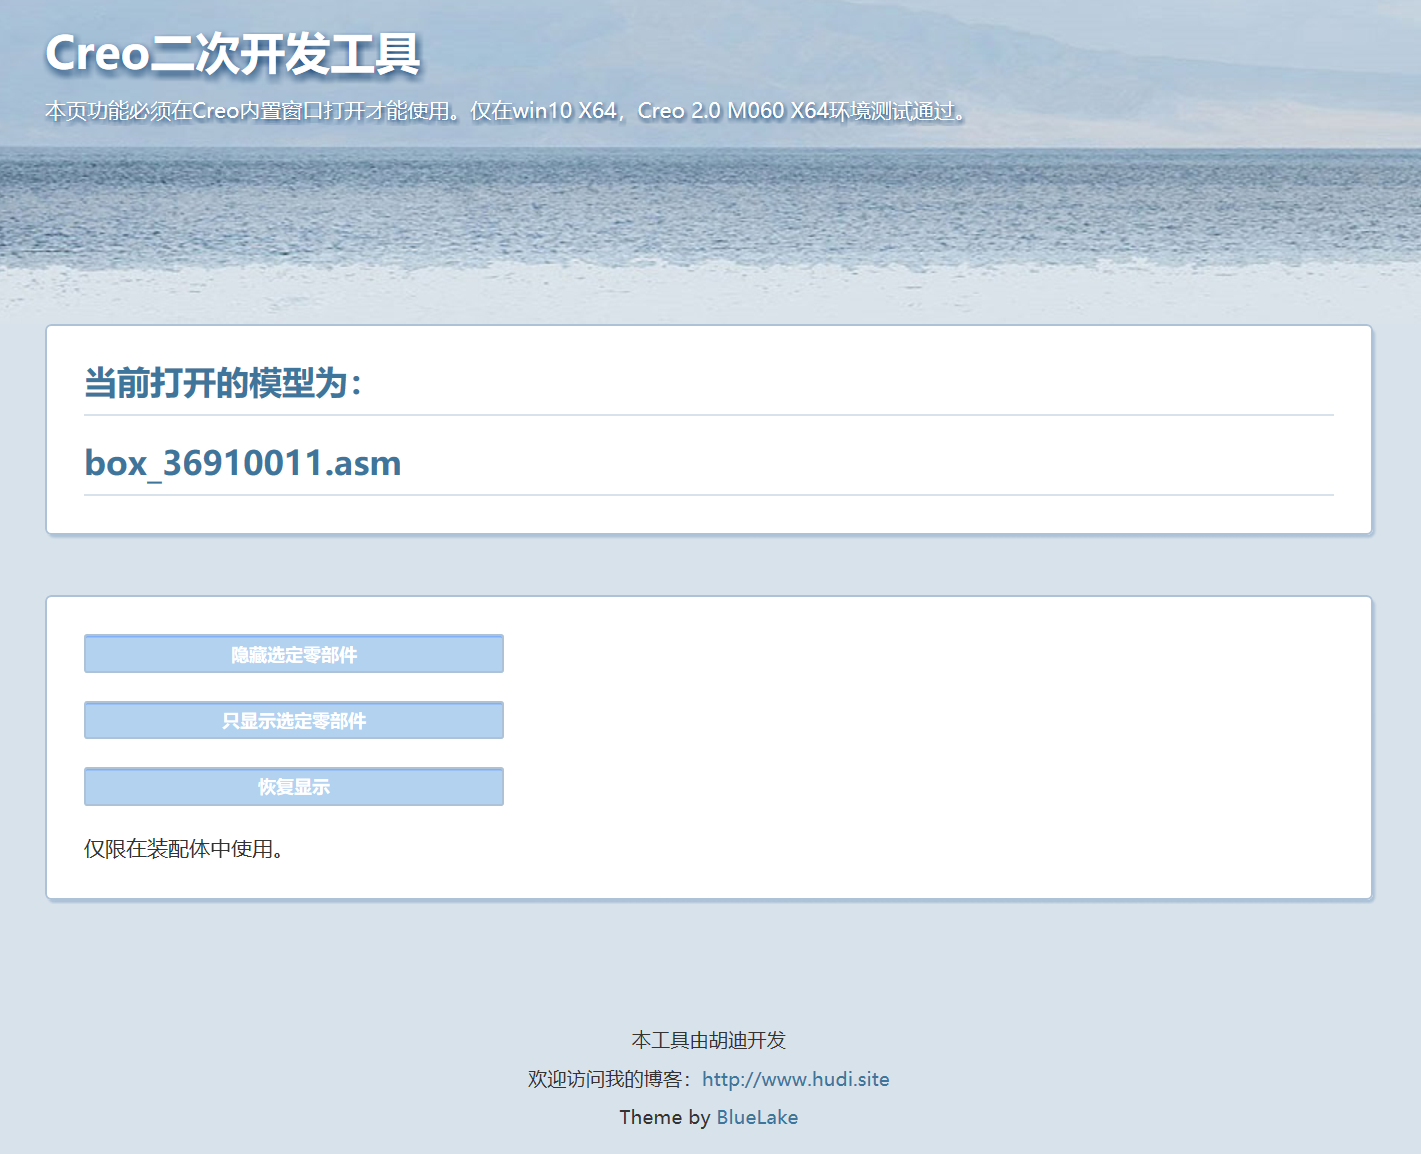 Creo二次开发工具
本页功能必须在Creo内置窗口打开才能使用。仅在win10 X64，Creo 2.0 M060 X64环境测试通过。
当前打开的模型为：
box_36910011.asm
隐藏选定零部件
只显示选定零部件
恢复显示
仅限在装配体中使用。
本工具由胡迪开发
欢迎访问我的博客：http://www.hudi.site
Theme by BlueLake